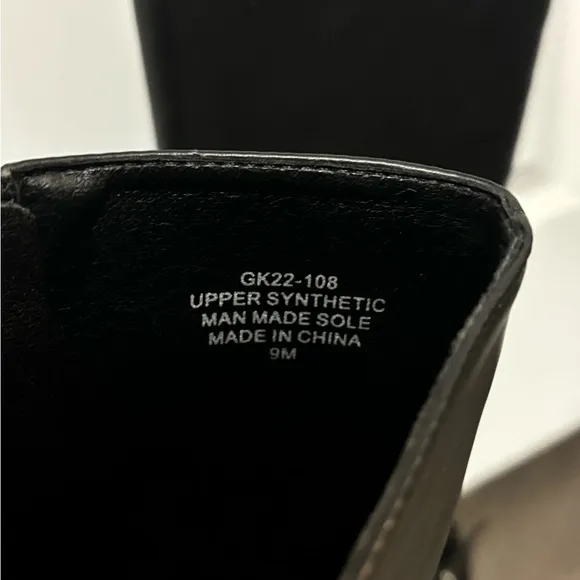 GK22-108
UPPER SYNTHETIC
MAN MADE SOLE
MADE IN CHINA
9M